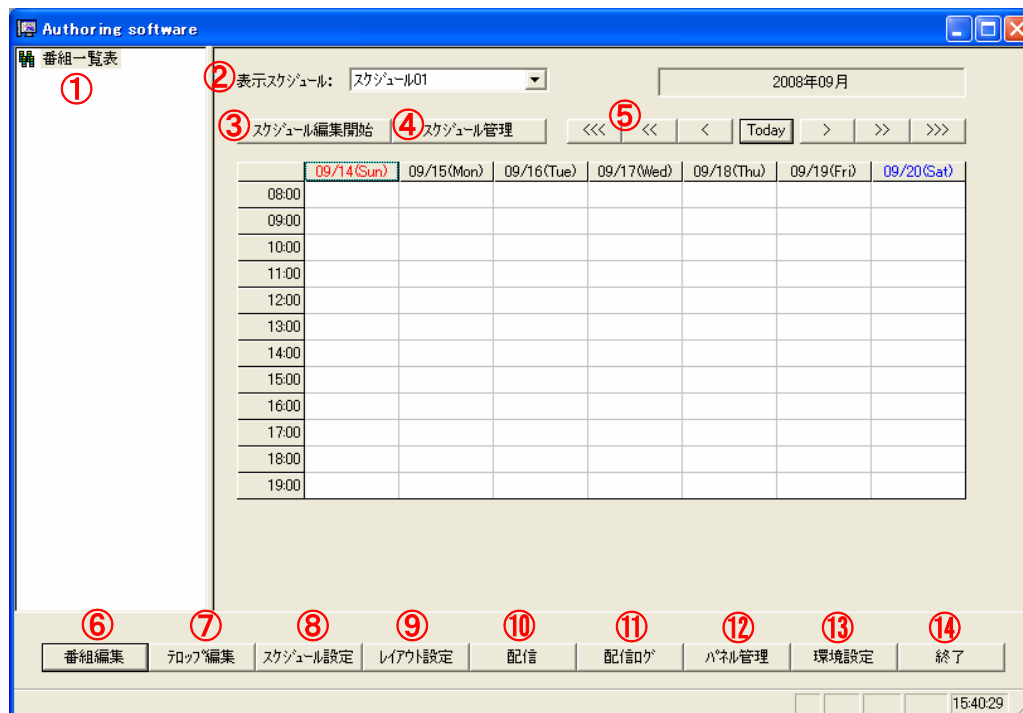 Authoring software
番組一覧表
①
② 表示スケジュール: スケジュール01 2008年09月
③ スケジュール編集開始 ④ スケジュール管理 ⑤ <<< << < Today > >> >>>
09/14(Sun) 09/15(Mon) 09/16(Tue) 09/17(Wed) 09/18(Thu) 09/19(Fri) 09/20(Sat)
08:00
09:00
10:00
11:00
12:00
13:00
14:00
15:00
16:00
17:00
18:00
19:00
⑥ ⑦ ⑧ ⑨ ⑩ ⑪ ⑫ ⑬ ⑭
番組編集 テロップ編集 スケジュール設定 レイアウト設定 配信 配信ログ パネル管理 環境設定 終了
15:40:29